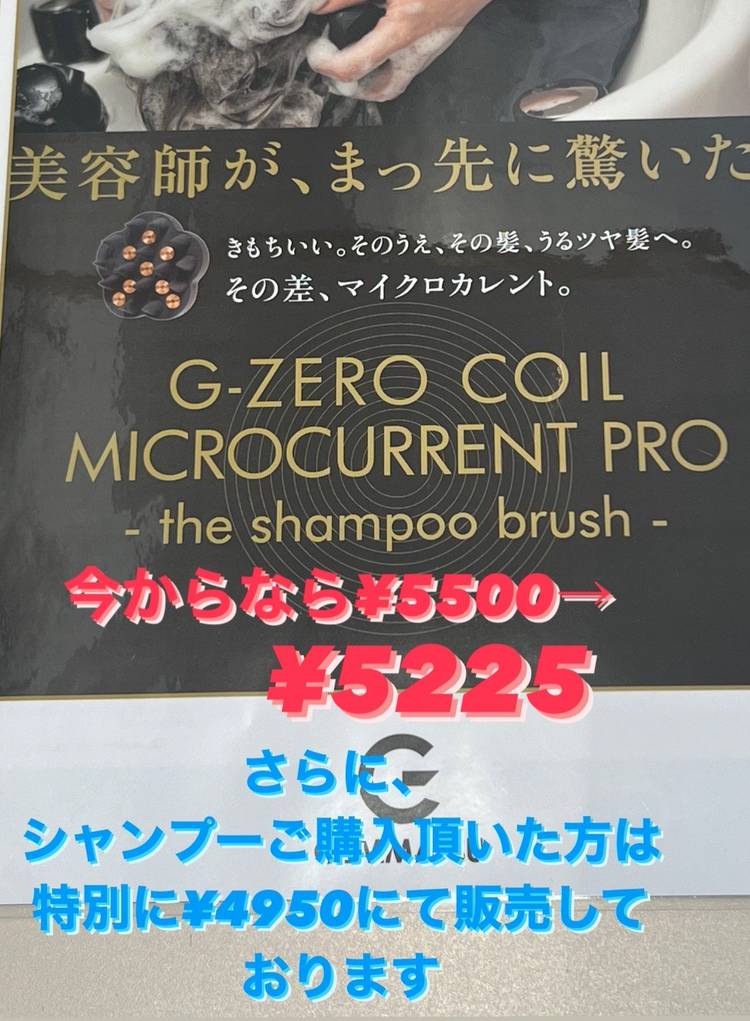 美容師が、まっ先に驚いた
きもちいい。そのうえ、その髪、うるツヤ髪へ。
その差、マイクロカレント。
G-ZERO COIL
MICROCURRENT PRO
- the shampoo brush -
今からなら¥5500→
¥5225
さらに、
シャンプーご購入頂いた方は
特別に¥4950にて販売して
おります